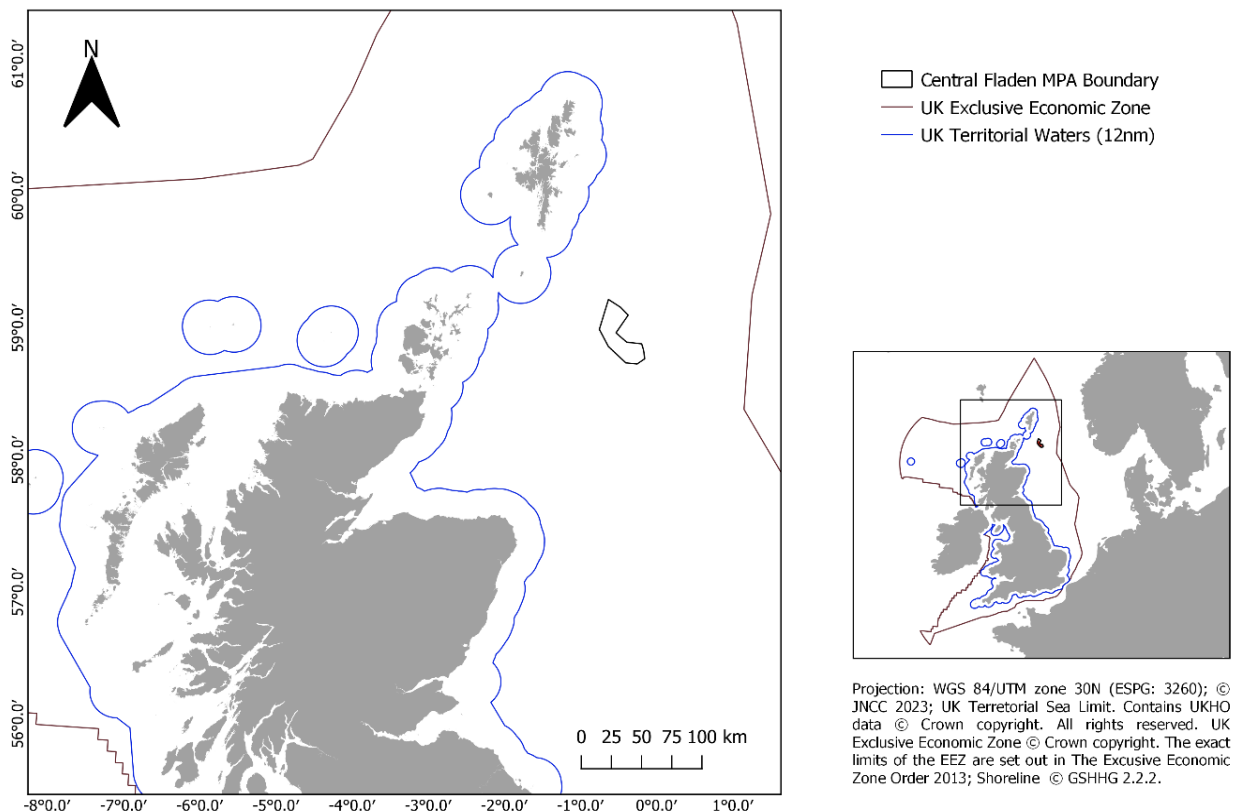 N
61°0.0'
60°0.0'
59°0.0'
58°0.0'
57°0.0'
56°0.0'
0 25 50 75 100 km
-8°0.0' -7°0.0' -6°0.0' -5°0.0' -4°0.0' -3°0.0' -2°0.0' -1°0.0' 0°0.0' 1°0.0'
Central Fladen MPA Boundary
UK Exclusive Economic Zone
UK Territorial Waters (12nm)
Projection: WGS 84/UTM zone 30N (ESPG: 3260); ©
JNCC 2023; UK Terretorial Sea Limit. Contains UKHO
data © Crown copyright. All rights reserved. UK
Exclusive Economic Zone © Crown copyright. The exact
limits of the EEZ are set out in The Excusive Economic
Zone Order 2013; Shoreline © GSHHG 2.2.2.